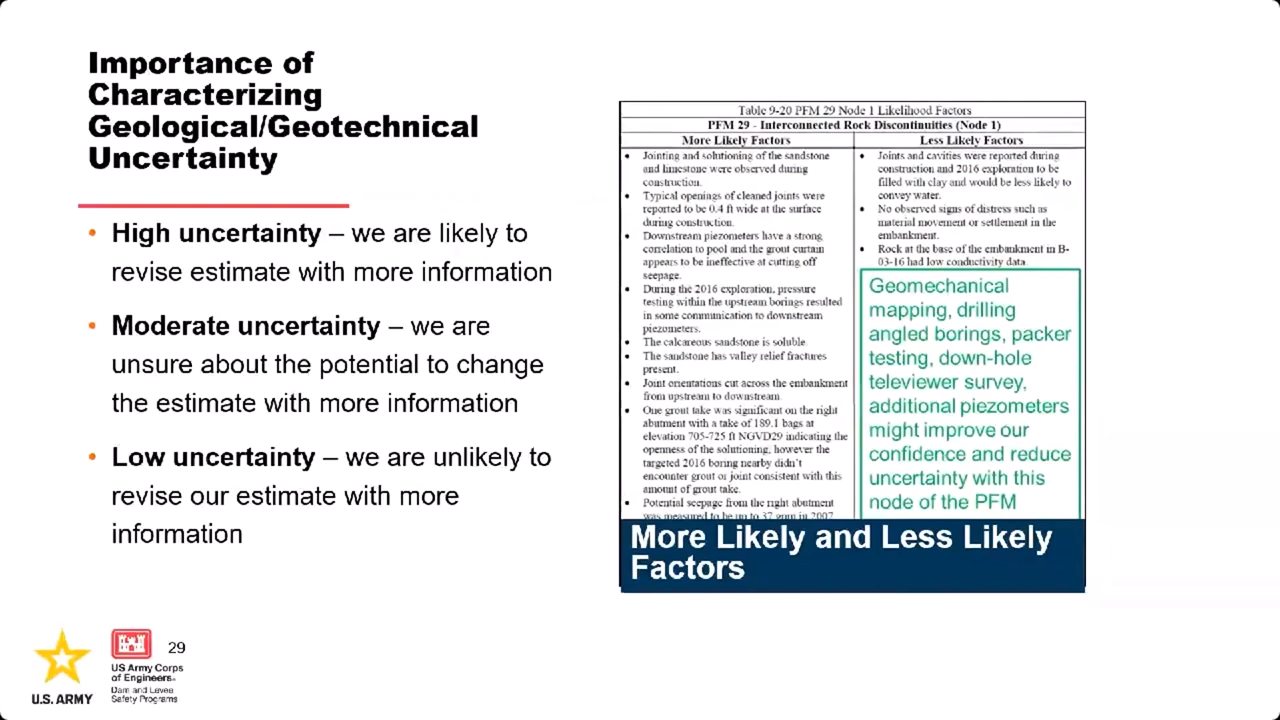 Importance of
Characterizing
Geological/Geotechnical
Uncertainty
• High uncertainty – we are likely to
revise estimate with more information
• Moderate uncertainty – we are
unsure about the potential to change
the estimate with more information
• Low uncertainty – we are unlikely to
revise our estimate with more
information
Table 9-20 PFM 29 Node 1 Likelihood Factors
PFM 29 - Interconnected Rock Discontinuities (Node 1)
More Likely Factors
• Jointing and solutioning of the sandstone
and limestone were observed during
construction.
• Typical openings of cleaned joints were
reported to be 0.4 ft wide at the surface
during construction.
• Downstream piezometers have a strong
correlation to pool and the grout curtain
appears to be ineffective at cutting off
seepage.
• During the 2016 exploration, pressure
testing within the upstream borings resulted
in some communication to downstream
piezometers.
• The calcareous sandstone is soluble.
• The sandstone has valley relief fractures
present.
• Joint orientations cut across the embankment
from upstream to downstream.
• One grout take was significant on the right
abutment with a take of 189.1 bags at
elevation 705-725 ft NGVD29 indicating the
openness of the solutioning, however the
targeted 2016 boring nearby didn't
encounter grout or joint consistent with this
amount of grout take.
• Potential seepage from the right abutment
was measured to be up to 37 gpm in 2007
Less Likely Factors
• Joints and cavities were reported during
construction and 2016 exploration to be
filled with clay and would be less likely to
convey water.
• No observed signs of distress such as
material movement or settlement in the
embankment.
• Rock at the base of the embankment in B-
03-16 had low conductivity data.
Geomechanical
mapping, drilling
angled borings, packer
testing, down-hole
televiewer survey,
additional piezometers
might improve our
confidence and reduce
uncertainty with this
node of the PFM
More Likely and Less Likely
Factors
U.S. ARMY
US Army Corps
of Engineers®
Dam and Levee
Safety Programs
29